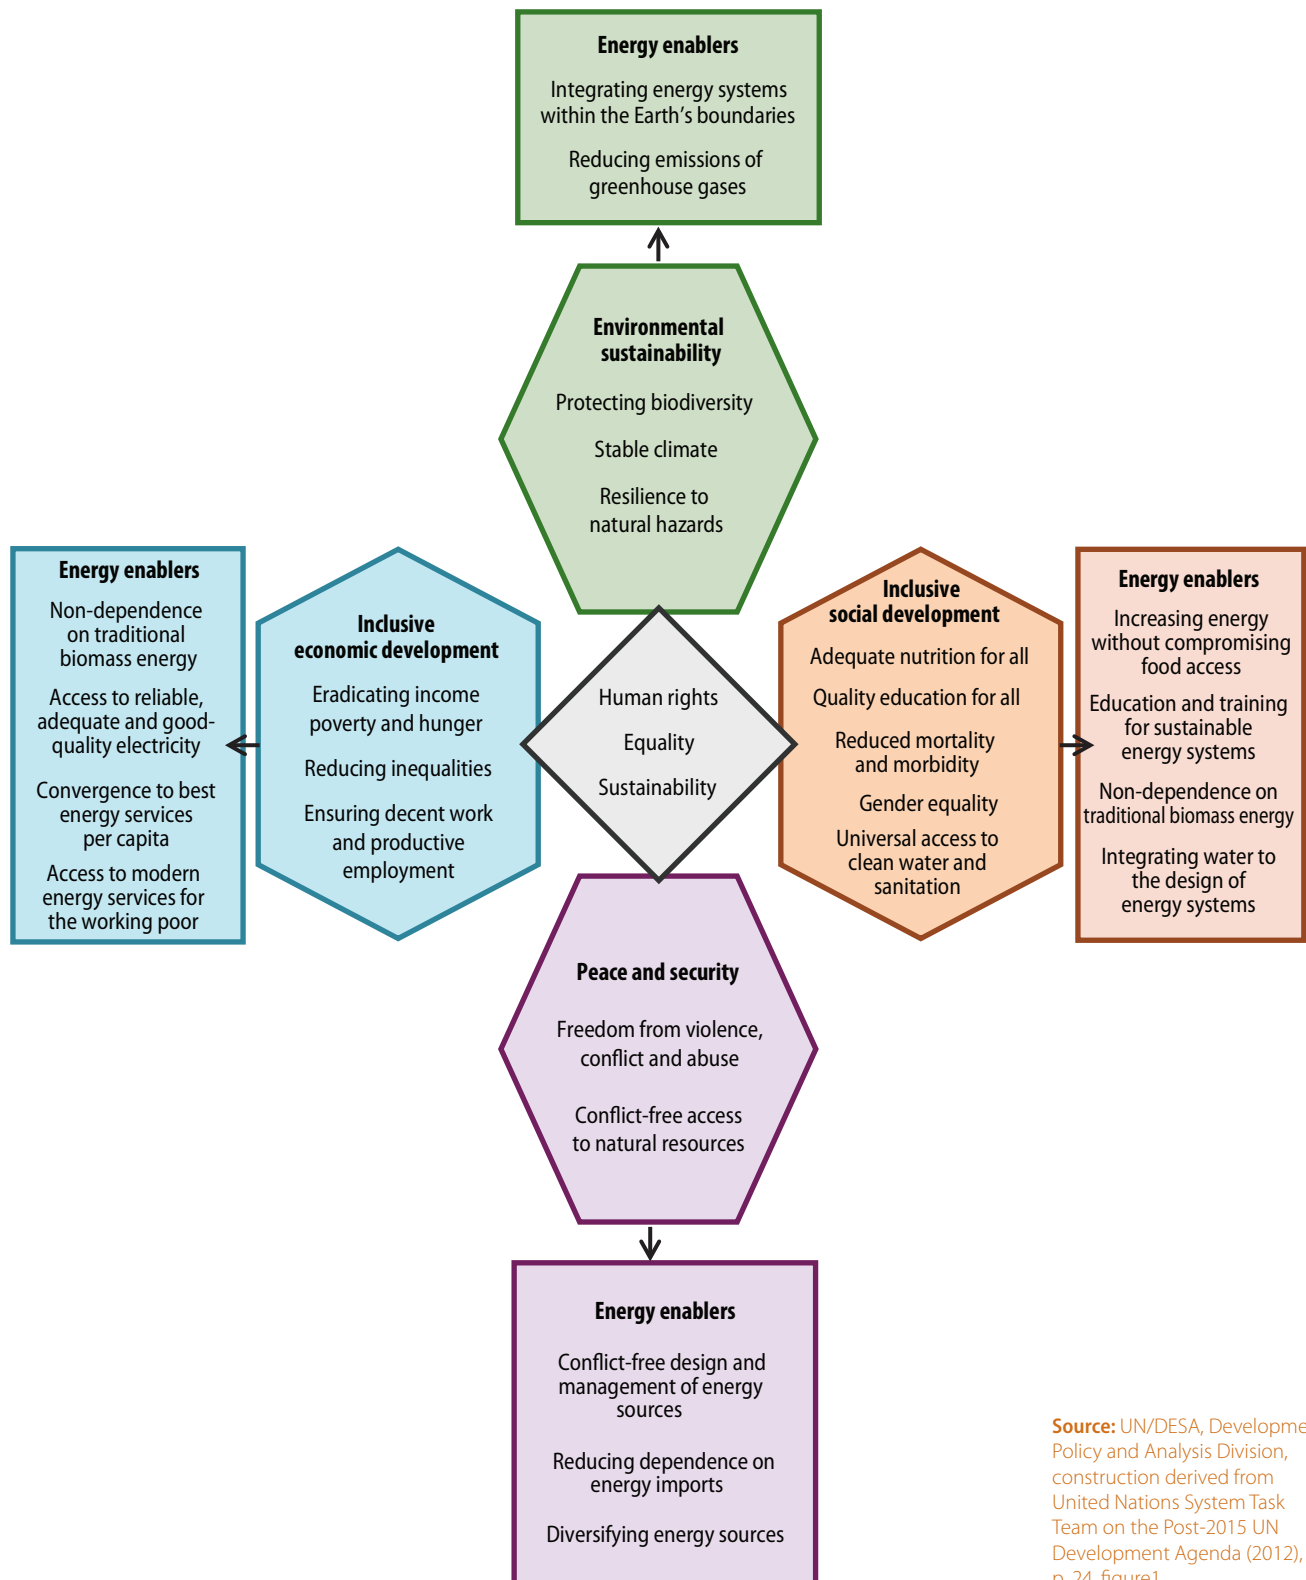 Energy enablers
Integrating energy systems
within the Earth's boundaries
Reducing emissions of
greenhouse gases
Environmental
sustainability
Protecting biodiversity
Stable climate
Resilience to
natural hazards
Energy enablers
Non-dependence
on traditional
biomass energy
Access to reliable,
adequate and good-
quality electricity
Convergence to best
energy services
per capita
Access to modern
energy services for
the working poor
Inclusive
economic development
Eradicating income
poverty and hunger
Reducing inequalities
Ensuring decent work
and productive
employment
Human rights
Equality
Sustainability
Inclusive
social development
Adequate nutrition for all
Quality education for all
Reduced mortality
and morbidity
Gender equality
Universal access to
clean water and
sanitation
Energy enablers
Increasing energy
without compromising
food access
Education and training
for sustainable
energy systems
Non-dependence on
traditional biomass energy
Integrating water to
the design of
energy systems
Peace and security
Freedom from violence,
conflict and abuse
Conflict-free access
to natural resources
Energy enablers
Conflict-free design and
management of energy
sources
Reducing dependence on
energy imports
Diversifying energy sources
Source: UN/DESA,
Policy and Analysis Division,
construction derived from
United Nations System Task
Team on the Post-2015 UN
Development Agenda (2012),
p. 24, figure1